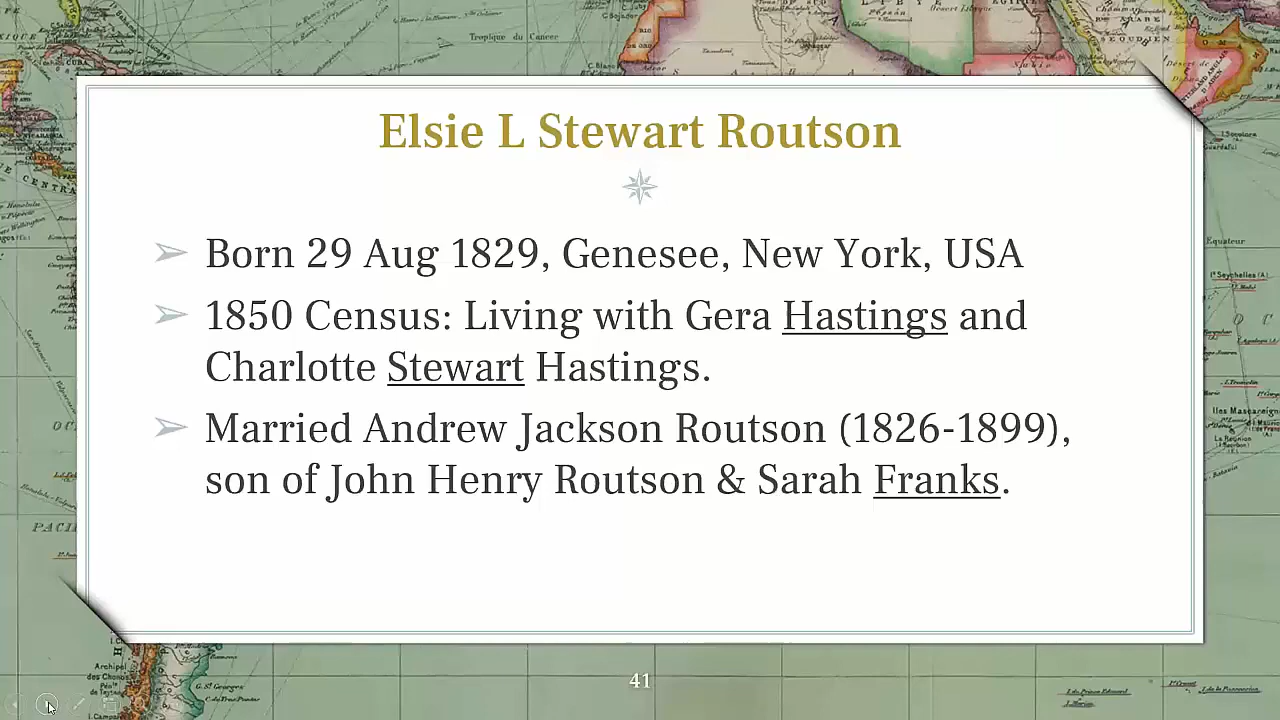 Elsie L Stewart Routson
➢ Born 29 Aug 1829, Genesee, New York, USA
➢ 1850 Census: Living with Gera Hastings and
Charlotte Stewart Hastings.
➢ Married Andrew Jackson Routson (1826-1899),
son of John Henry Routson & Sarah Franks.
41
Tropique du Cancer
Equateur